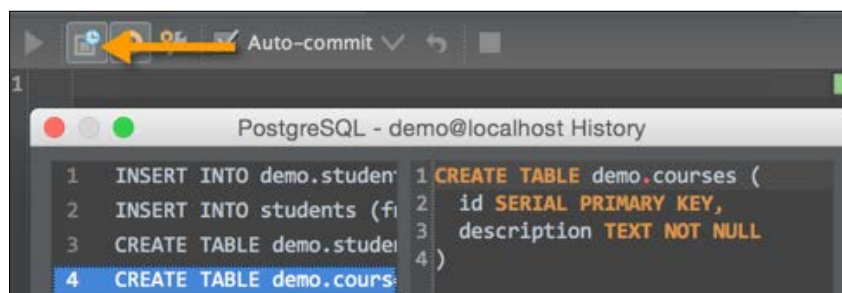 Auto-commit
1
PostgreSQL - demo@localhost History
1 INSERT INTO demo.studen
2 INSERT INTO students (fi
3 CREATE TABLE demo.studer
4 CREATE TABLE demo.cours
1 CREATE TABLE demo.courses (
2 id SERIAL PRIMARY KEY,
3 description TEXT NOT NULL
4 )